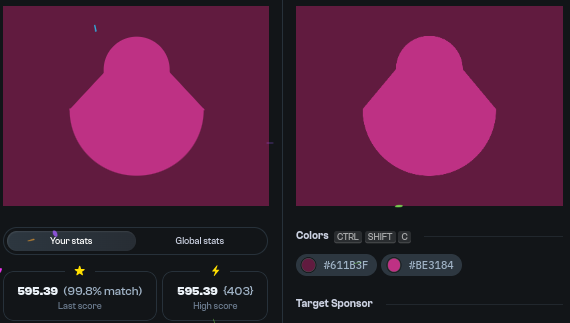 Your stats
Global stats
595.39 (99.8% match)
Last score
595.39 {403}
High score
Colors CTRL SHIFT C
#611B3F #BE3184
Target Sponsor